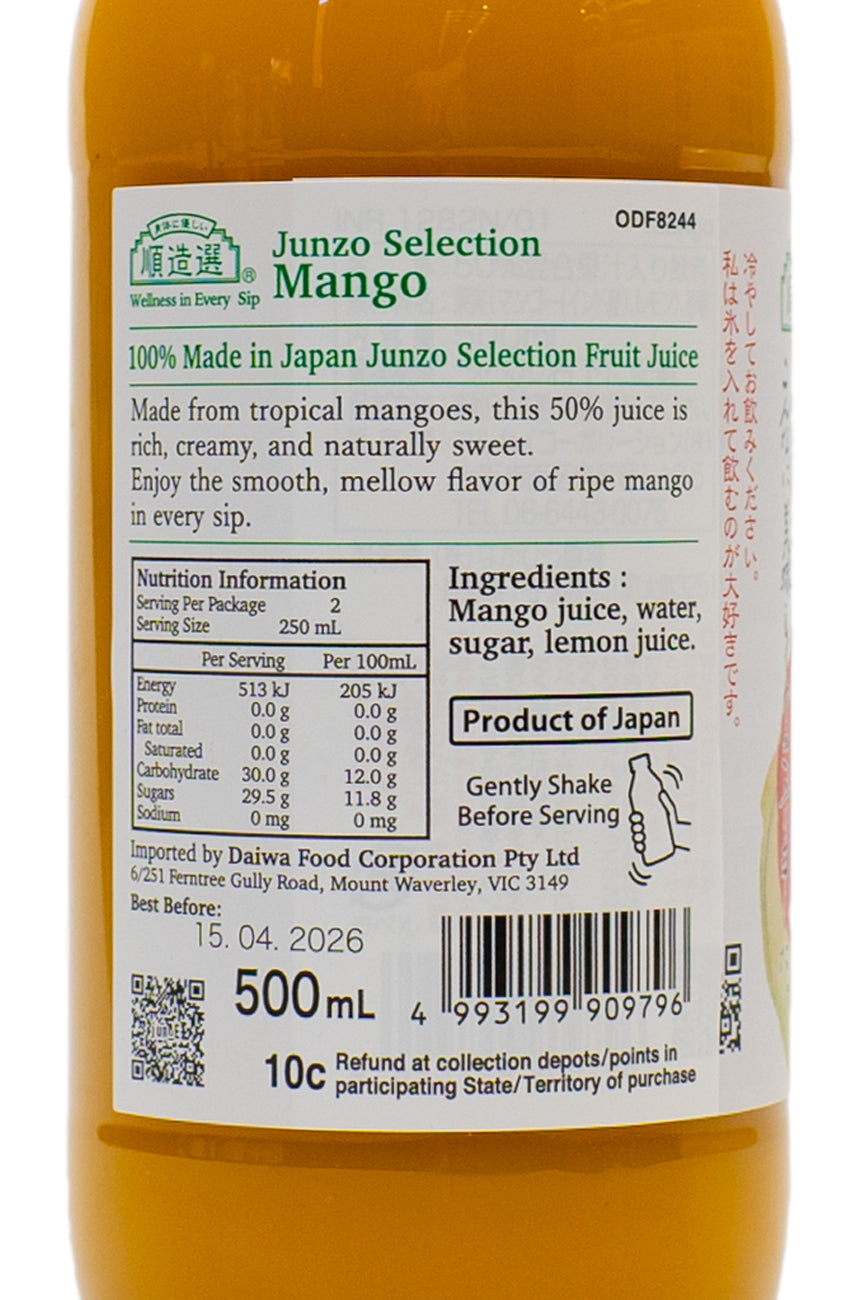 ODF8244
身体に優しい
順造選®
Wellness in Every Sip
Junzo Selection
Mango
100% Made in Japan Junzo Selection Fruit Juice
Made from tropical mangoes, this 50% juice is
rich, creamy, and naturally sweet.
Enjoy the smooth, mellow flavor of ripe mango
in every sip.
Nutrition Information
Serving Per Package 2
Serving Size 250 mL
Per Serving Per 100mL
Energy 513 kJ 205 kJ
Protein 0.0 g 0.0 g
Fat total 0.0 g 0.0 g
Saturated 0.0 g 0.0 g
Carbohydrate 30.0 g 12.0 g
Sugars 29.5 g 11.8 g
Sodium 0 mg 0 mg
Ingredients :
Mango juice, water,
sugar, lemon juice.
Product of Japan
Gently Shake
Before Serving
Imported by Daiwa Food Corporation Pty Ltd
6/251 Ferntree Gully Road, Mount Waverley, VIC 3149
Best Before:
15. 04. 2026
500mL
4 993199 909796
10c Refund at collection depots/points in
participating State/Territory of purchase
冷やしてお飲みください。
私は氷を入れて飲むのが大好きです。